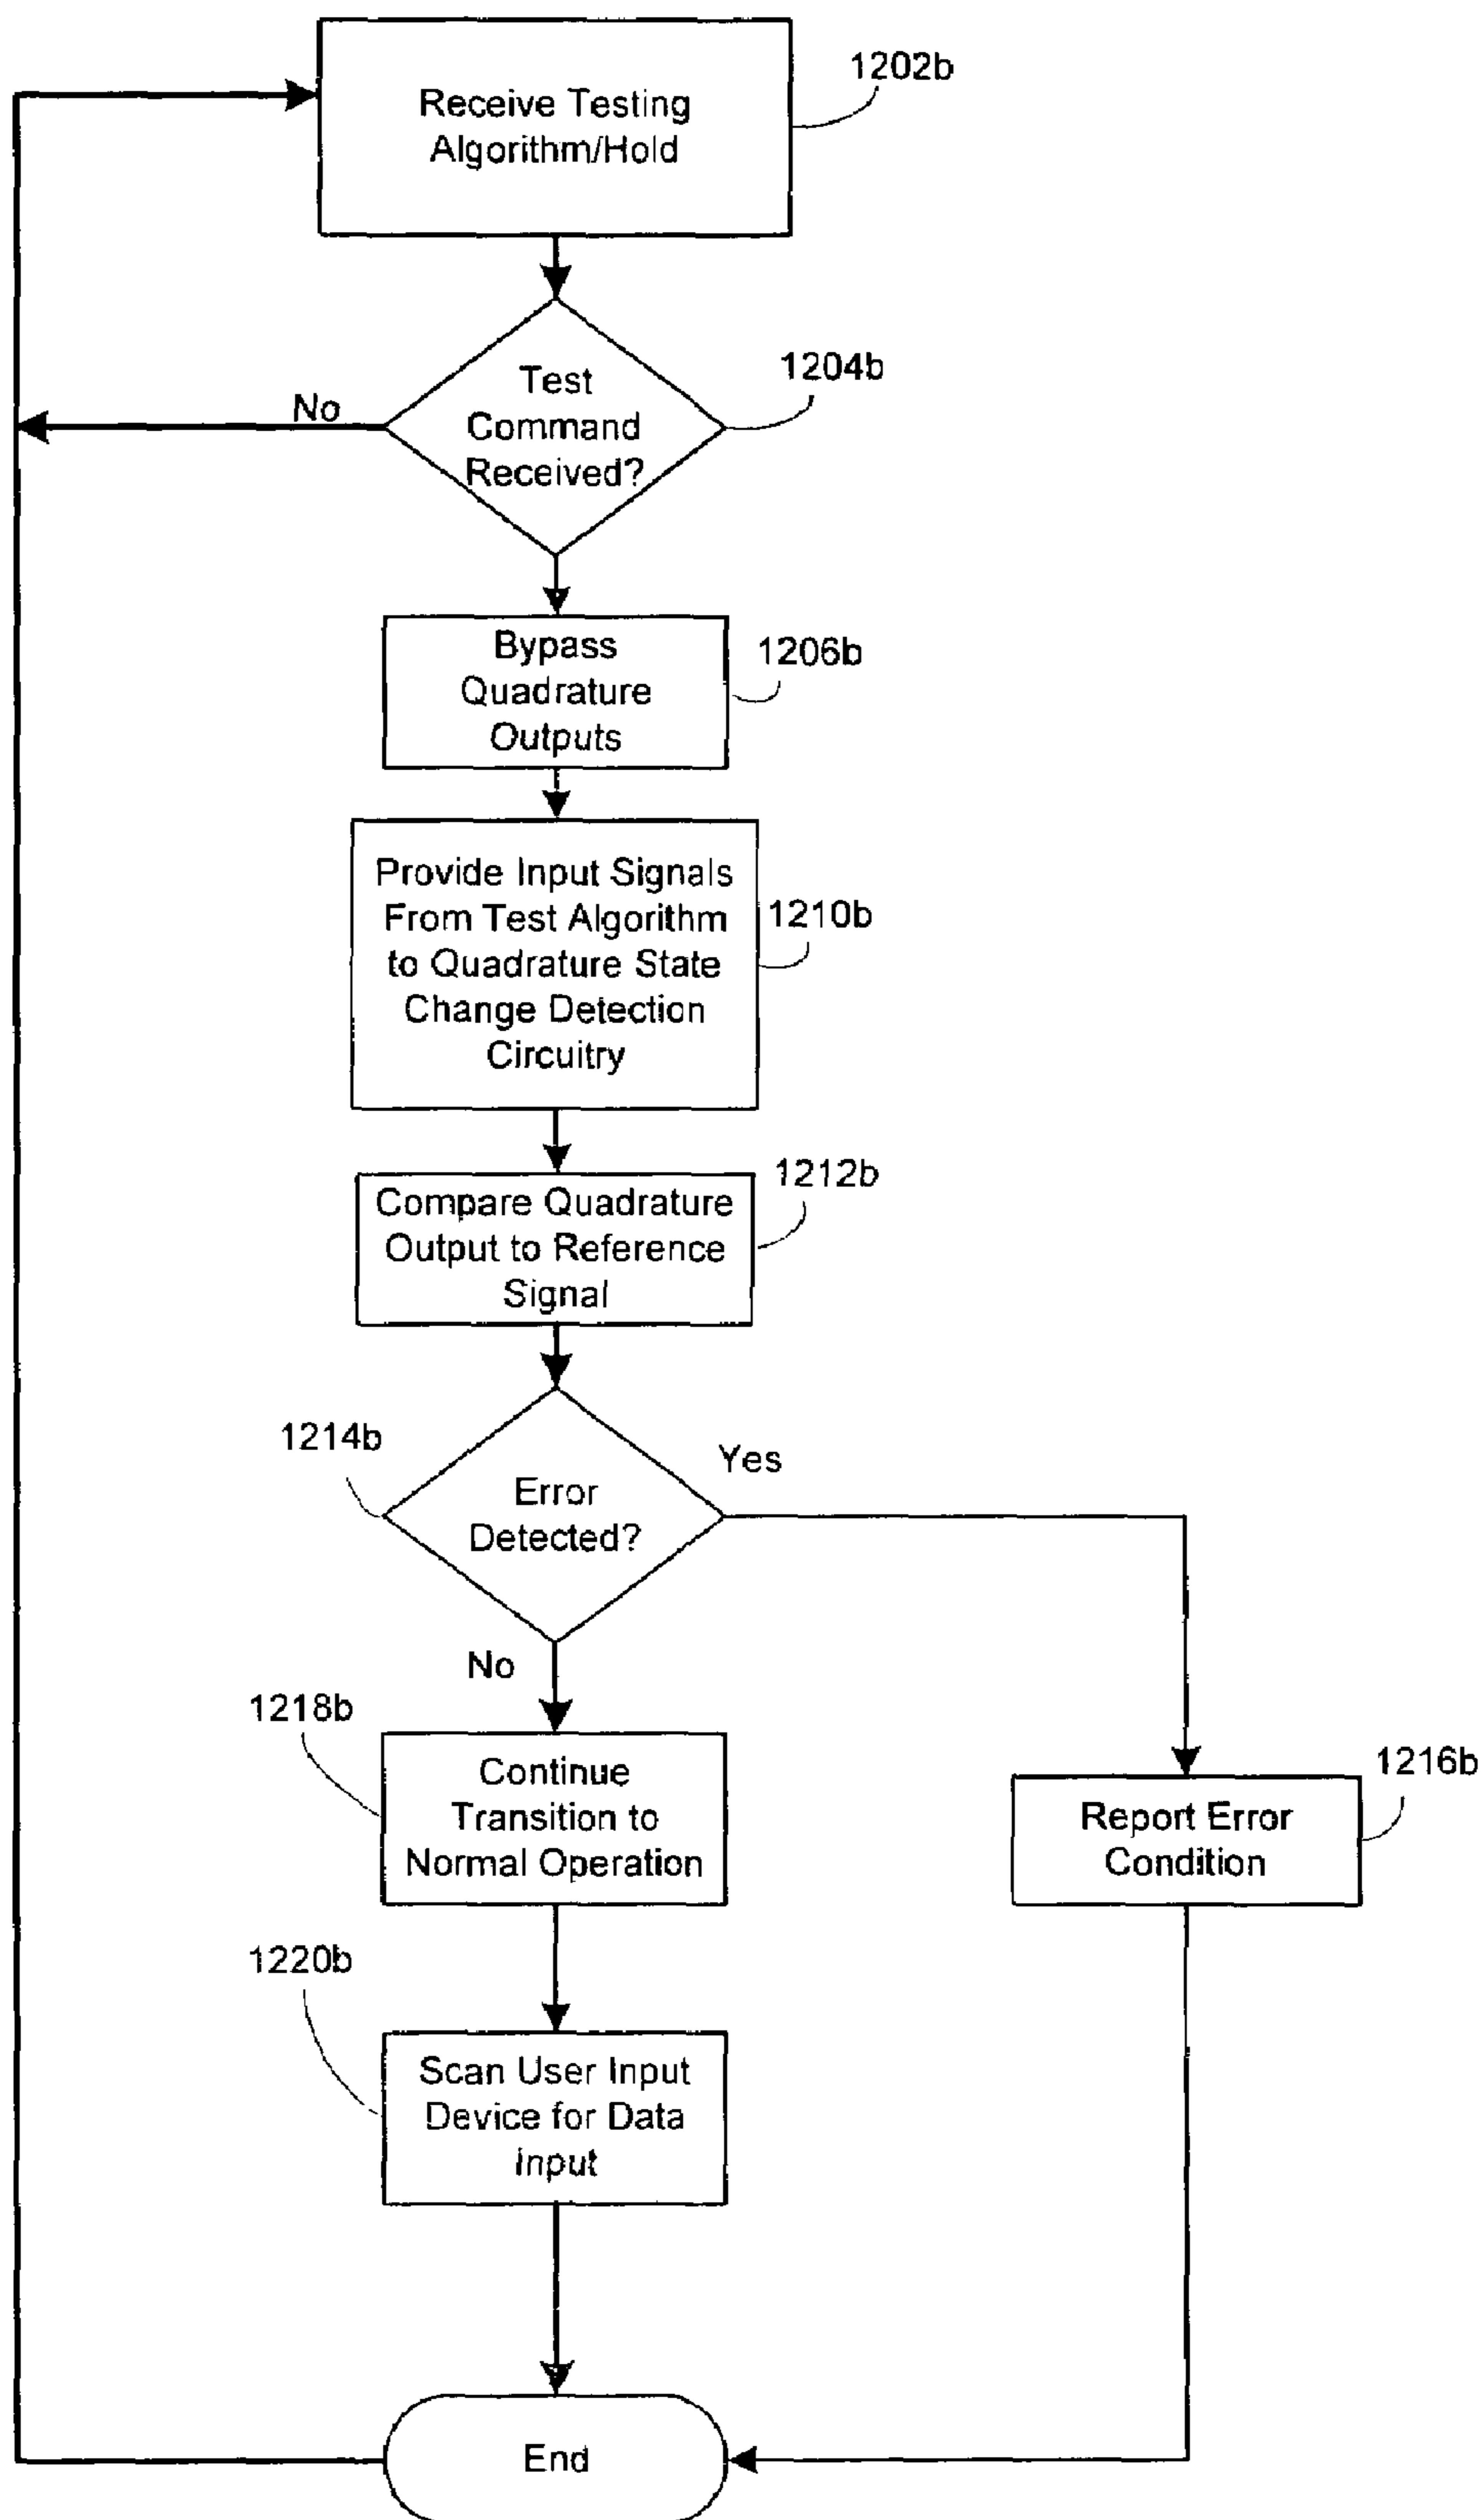 Receive Testing
Algorithm/Hold
1202b
Test
Command
Received?
1204b
No
Bypass
Quadrature
Outputs
1206b
Provide Input Signals
From Test Algorithm
to Quadrature State
Change Detection
Circuitry
1210b
Compare Quadrature
Output to Reference
Signal
1212b
1214b
Error
Detected?
Yes
No
1218b
Continue
Transition to
Normal Operation
Report Error
Condition
1216b
1220b
Scan User Input
Device for Data
Input
End